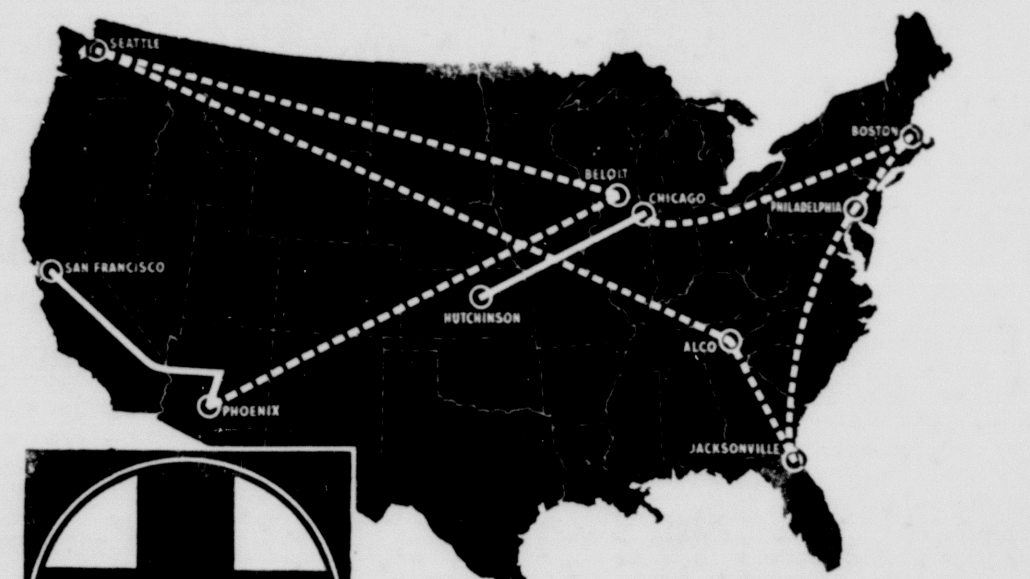 SEATTLE
BOSTON
BELOIT
CHICAGO
PHILADELPHIA
SAN FRANCISCO
HUTCHINSON
ALCO
PHOENIX
JACKSONVILLE